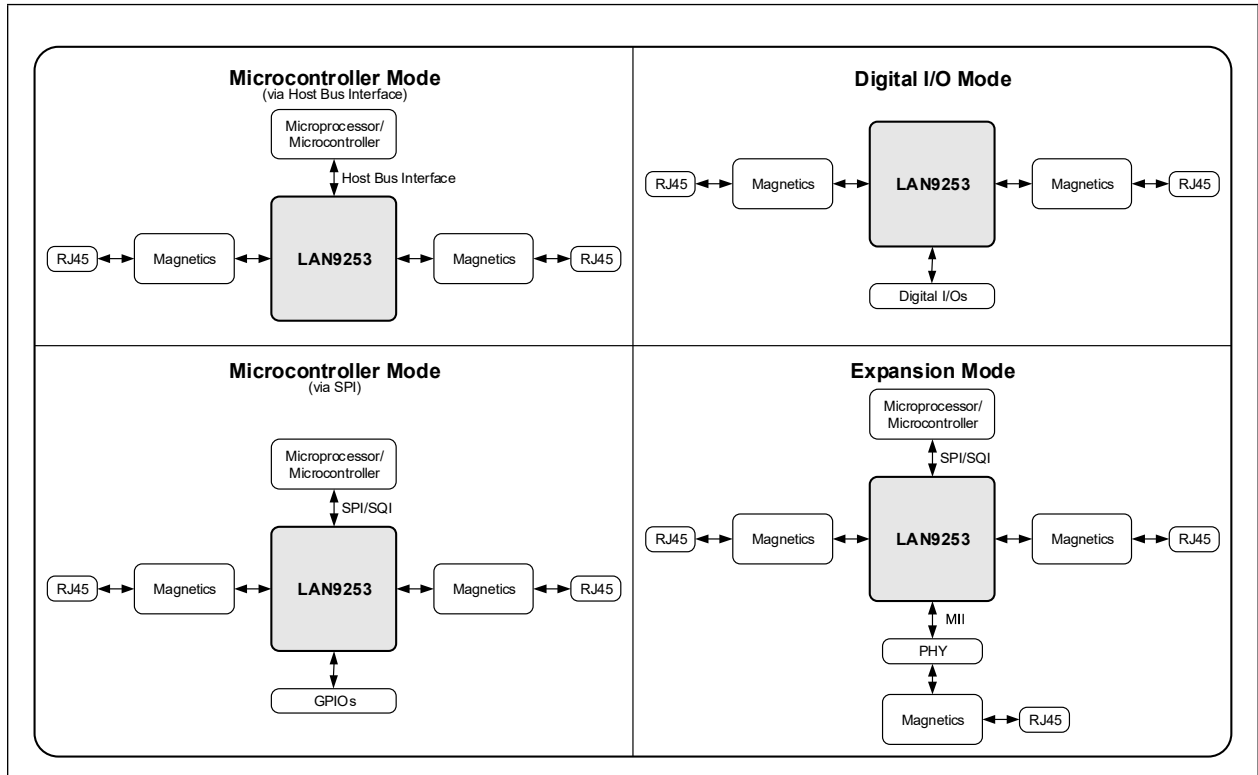 Microcontroller Mode
(via Host Bus Interface)
Microprocessor/
Microcontroller
Host Bus Interface
RJ45
Magnetics
LAN9253
Magnetics
RJ45
Digital I/O Mode
RJ45
Magnetics
LAN9253
Magnetics
RJ45
Digital I/Os
Microcontroller Mode
(via SPI)
Microprocessor/
Microcontroller
SPI/SQI
RJ45
Magnetics
LAN9253
Magnetics
RJ45
GPIOs
Expansion Mode
Microprocessor/
Microcontroller
SPI/SQI
RJ45
Magnetics
LAN9253
Magnetics
RJ45
MII
PHY
Magnetics
RJ45